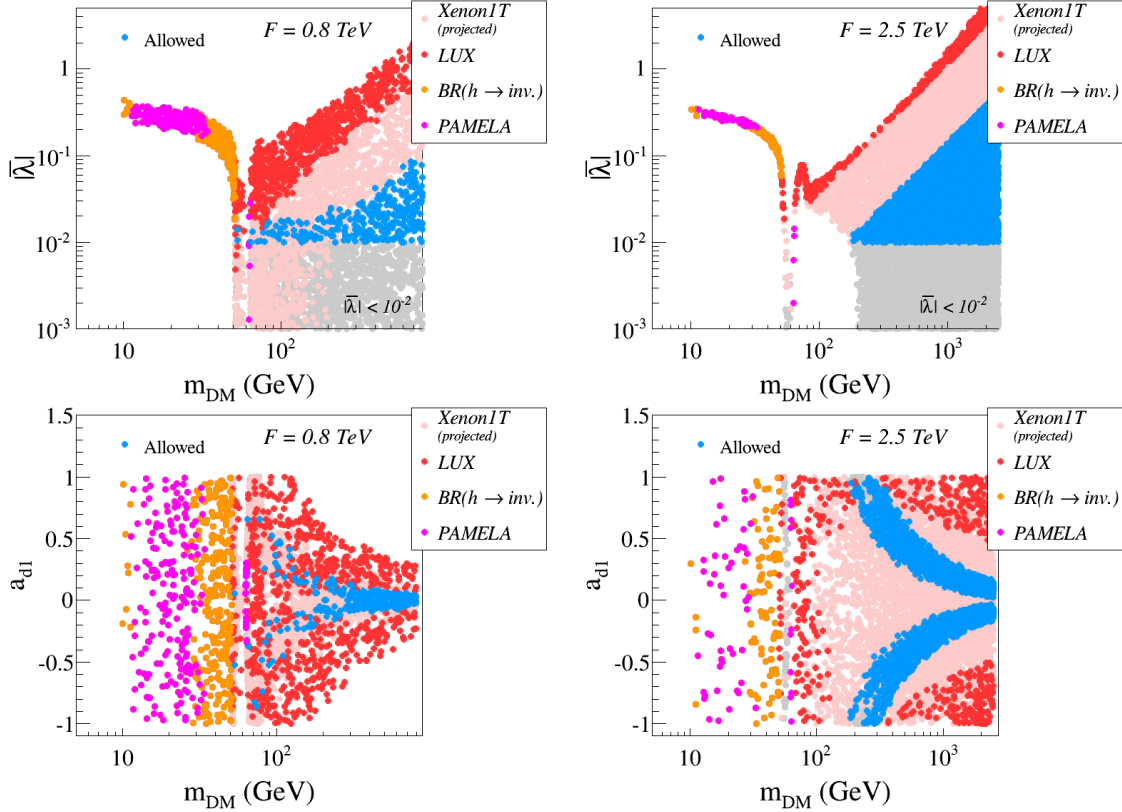 Allowed
F = 0.8 TeV
Xenon1T
(projected)
LUX
BR(h → inv.)
PAMELA
1
10⁻¹
10⁻²
10⁻³
|λ̅|
|λ̅| < 10⁻²
10
10²
m_DM (GeV)
Allowed
F = 2.5 TeV
Xenon1T
(projected)
LUX
BR(h → inv.)
PAMELA
1
10⁻¹
10⁻²
10⁻³
|λ̅|
|λ̅| < 10⁻²
10
10²
10³
m_DM (GeV)
Allowed
F = 0.8 TeV
Xenon1T
(projected)
LUX
BR(h → inv.)
PAMELA
1.5
1
0.5
0
-0.5
-1
a_d1
10
10²
m_DM (GeV)
Allowed
F = 2.5 TeV
Xenon1T
(projected)
LUX
BR(h → inv.)
PAMELA
1.5
1
0.5
0
-0.5
-1
a_d1
10
10²
10³
m_DM (GeV)